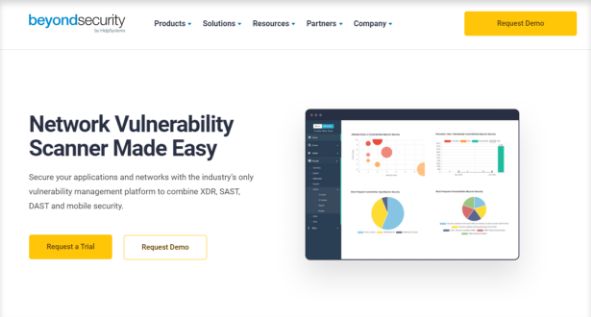 beyondsecurity
by HelpSystems
Products
Solutions
Resources
Partners
Company
Request Demo
Network Vulnerability
Scanner Made Easy
Secure your applications and networks with the industry's only
vulnerability management platform to combine XDR, SAST,
DAST and mobile security.
Request a Trial
Request Demo